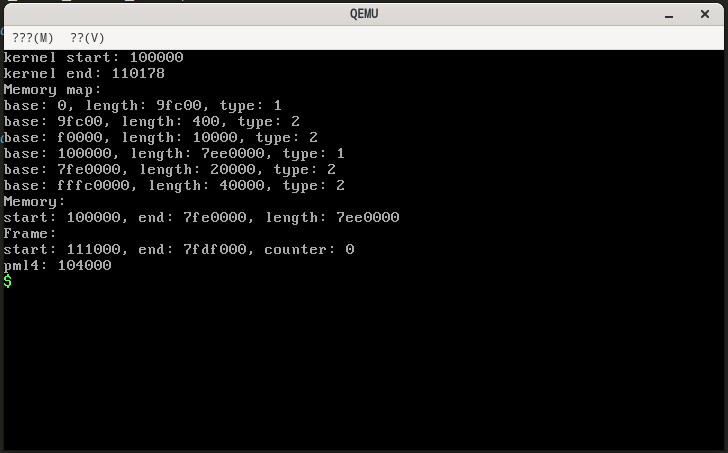 QEMU
???(M) ??(V)
kernel start: 100000
kernel end: 110178
Memory map:
base: 0, length: 9fc00, type: 1
base: 9fc00, length: 400, type: 2
base: f0000, length: 10000, type: 2
base: 100000, length: 7ee0000, type: 1
base: 7fe0000, length: 20000, type: 2
base: fffc0000, length: 40000, type: 2
Memory:
start: 100000, end: 7fe0000, length: 7ee0000
Frame:
start: 111000, end: 7fdf000, counter: 0
pml4: 104000
$